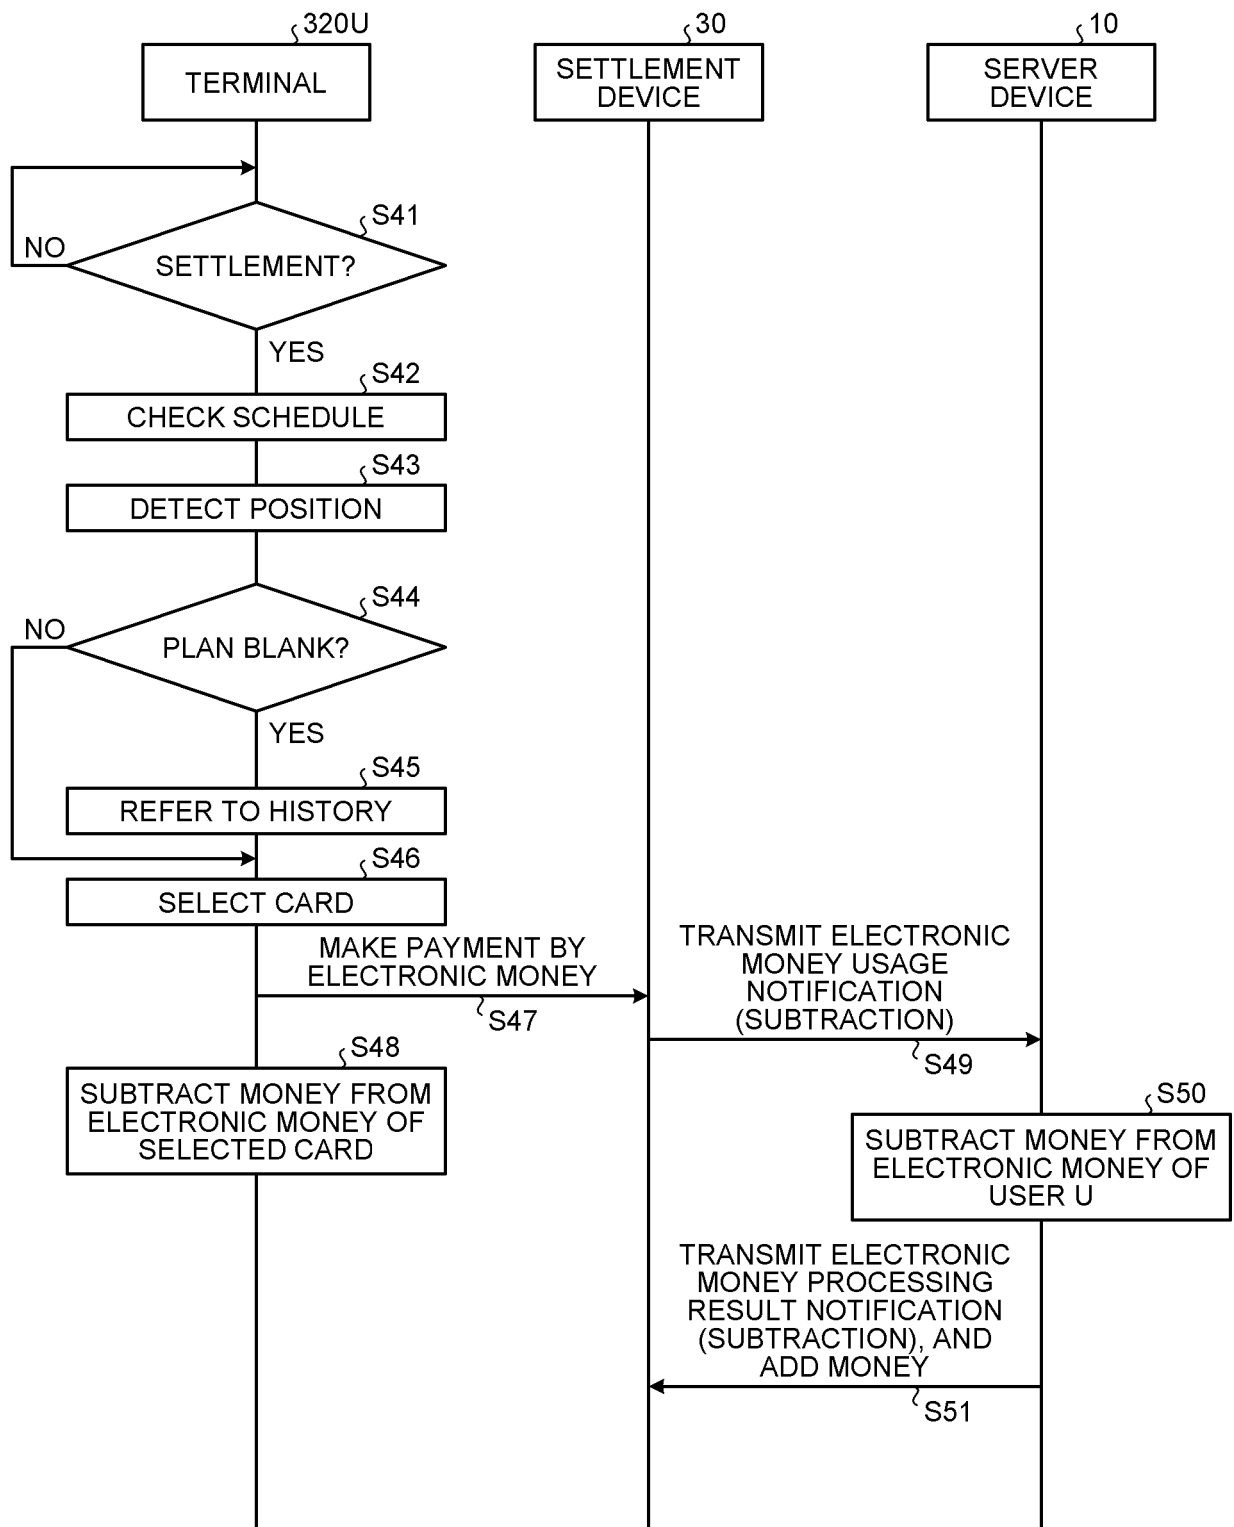 320U
30
10
TERMINAL
SETTLEMENT
DEVICE
SERVER
DEVICE
S41
NO
SETTLEMENT?
YES
S42
CHECK SCHEDULE
S43
DETECT POSITION
S44
NO
PLAN BLANK?
YES
S45
REFER TO HISTORY
S46
SELECT CARD
MAKE PAYMENT BY
ELECTRONIC MONEY
S47
TRANSMIT ELECTRONIC
MONEY USAGE
NOTIFICATION
(SUBTRACTION)
S49
S48
SUBTRACT MONEY FROM
ELECTRONIC MONEY OF
SELECTED CARD
S50
SUBTRACT MONEY FROM
ELECTRONIC MONEY OF
USER U
TRANSMIT ELECTRONIC
MONEY PROCESSING
RESULT NOTIFICATION
(SUBTRACTION), AND
ADD MONEY
S51